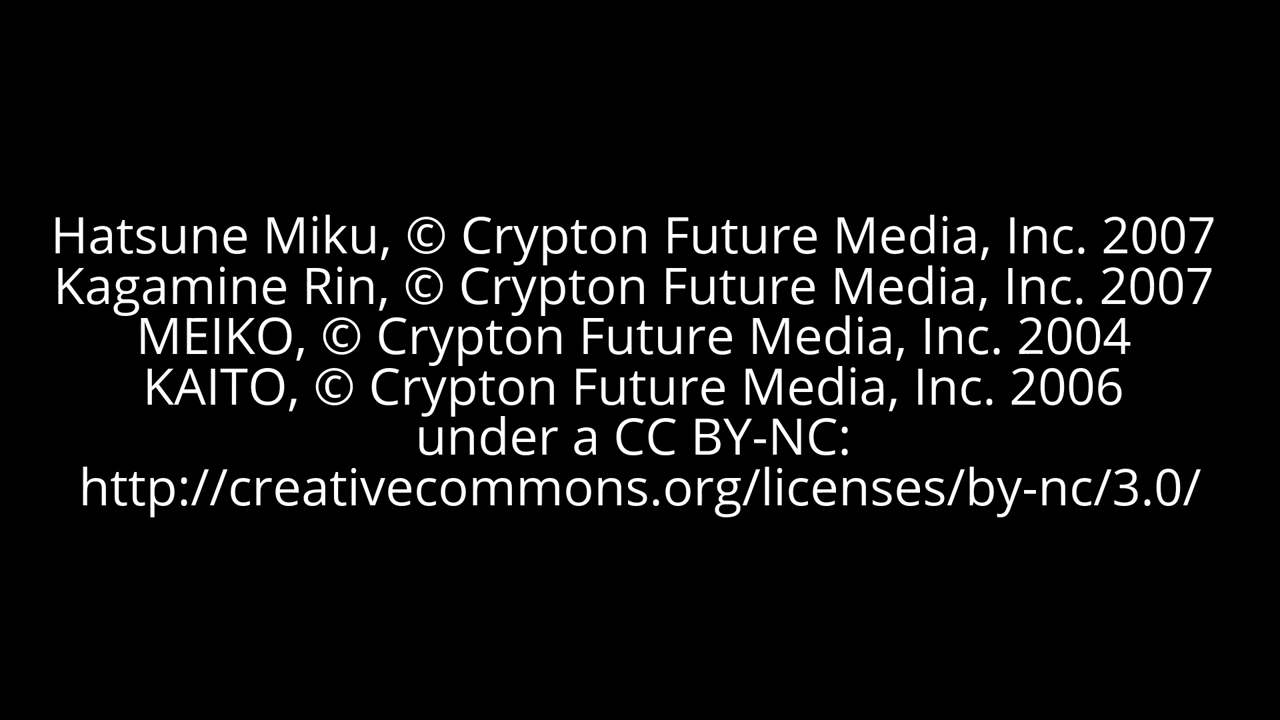 Hatsune Miku, © Crypton Future Media, Inc. 2007
Kagamine Rin, © Crypton Future Media, Inc. 2007
MEIKO, © Crypton Future Media, Inc. 2004
KAITO, © Crypton Future Media, Inc. 2006
under a CC BY-NC:
http://creativecommons.org/licenses/by-nc/3.0/